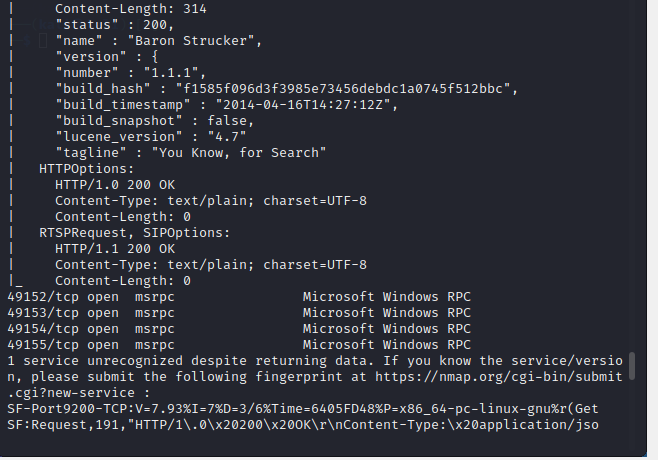 |     Content-Length: 314
|     "status" : 200,
|     "name" : "Baron Strucker",
|     "version" : {
|     "number" : "1.1.1",
|     "build_hash" : "f1585f096d3f3985e73456debdc1a0745f512bbc",
|     "build_timestamp" : "2014-04-16T14:27:12Z",
|     "build_snapshot" : false,
|     "lucene_version" : "4.7"
|     "tagline" : "You Know, for Search"
|   HTTPOptions:
|     HTTP/1.0 200 OK
|     Content-Type: text/plain; charset=UTF-8
|     Content-Length: 0
|   RTSPRequest, SIPOptions:
|     HTTP/1.1 200 OK
|     Content-Type: text/plain; charset=UTF-8
|_    Content-Length: 0
49152/tcp open  msrpc                Microsoft Windows RPC
49153/tcp open  msrpc                Microsoft Windows RPC
49154/tcp open  msrpc                Microsoft Windows RPC
49155/tcp open  msrpc                Microsoft Windows RPC
1 service unrecognized despite returning data. If you know the service/versio
n, please submit the following fingerprint at https://nmap.org/cgi-bin/submit
.cgi?new-service :
SF-Port9200-TCP:V=7.93%I=7%D=3/6%Time=6405FD48%P=x86_64-pc-linux-gnu%r(Get
SF:Request,191,"HTTP/1\.0\x20200\x20OK\r\nContent-Type:\x20application/jso